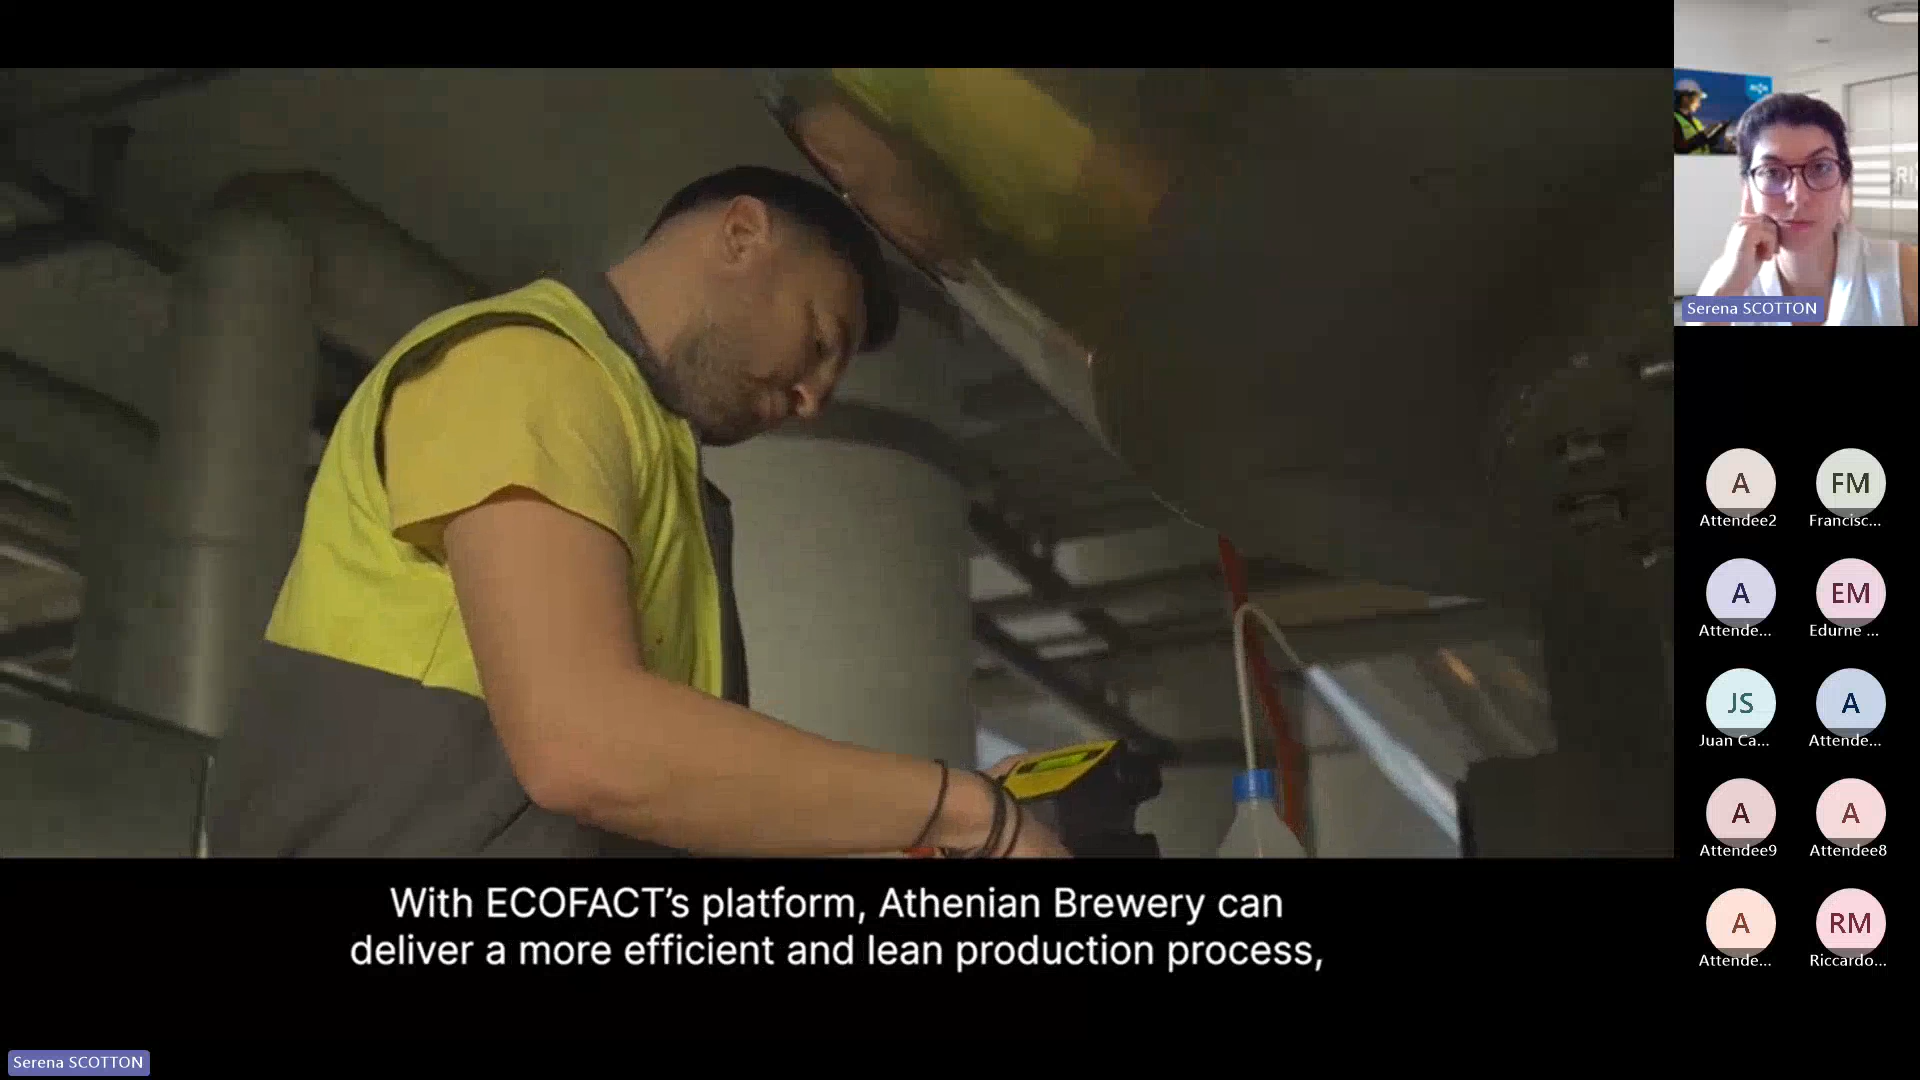 With ECOFACT’s platform, Athenian Brewery can
deliver a more efficient and lean production process,
Serena SCOTTON
Serena SCOTTON
A
Attendee2
FM
Francisc...
A
Attende...
EM
Edurne ...
JS
Juan Ca...
A
Attende...
A
Attendee9
A
Attendee8
A
Attende...
RM
Riccardo...